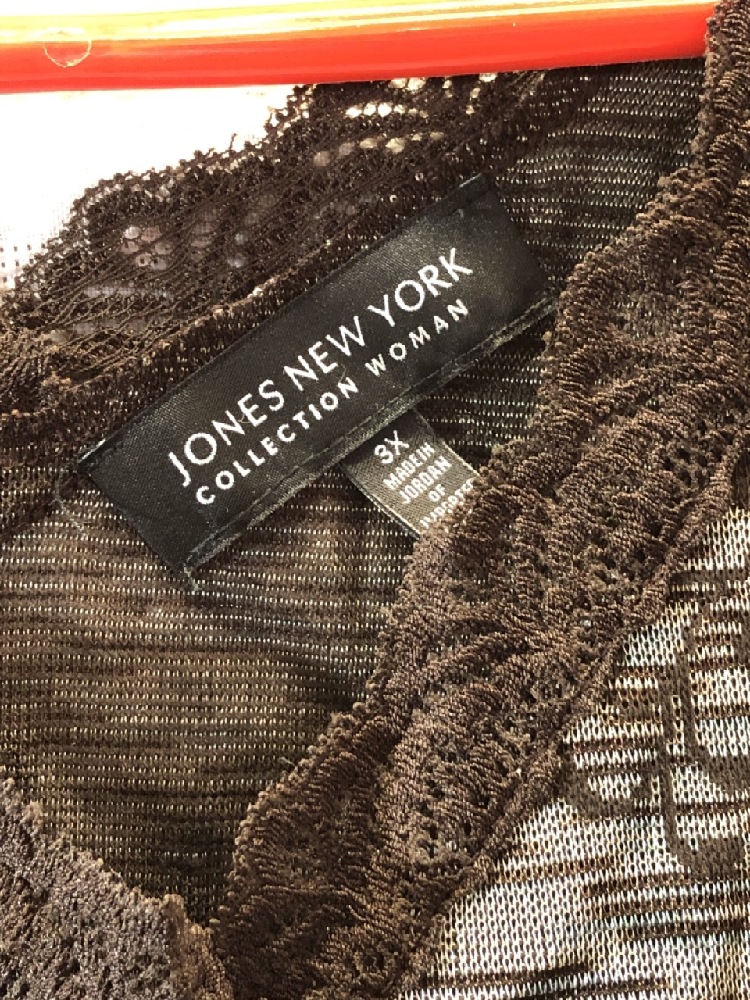 JONES NEW YORK
COLLECTION WOMAN
3X
MADE IN
JORDAN
OF